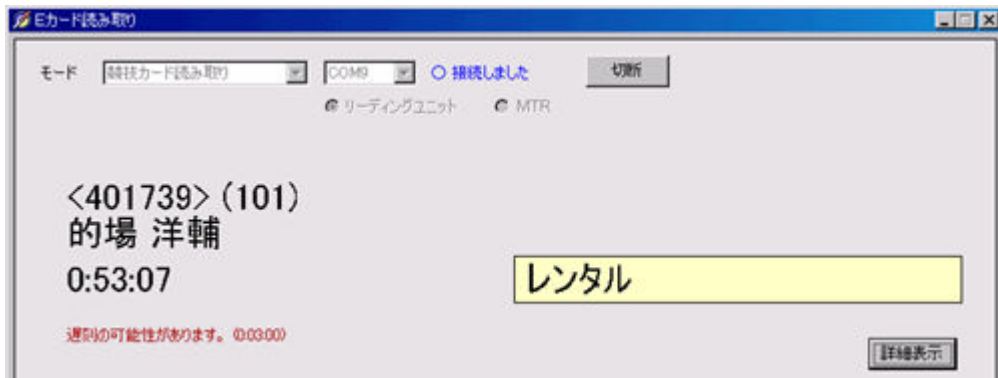 Eカード読み取り
モード 競技カード読み取り COM9 〇 接続しました 切断
リーディングユニット MTR
<401739> (101)
的場 洋輔
0:53:07
レンタル
遅刻の可能性があります。 (0:03:00)
詳細表示